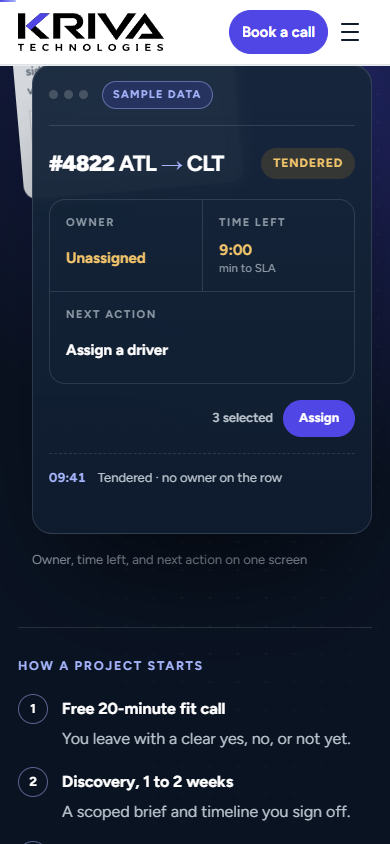 KRIVA
TECHNOLOGIES
Book a call
SAMPLE DATA
#4822 ATL → CLT
TENDERED
OWNER
Unassigned
TIME LEFT
9:00
min to SLA
NEXT ACTION
Assign a driver
3 selected
Assign
09:41 Tendered · no owner on the row
Owner, time left, and next action on one screen
HOW A PROJECT STARTS
1 Free 20-minute fit call
You leave with a clear yes, no, or not yet.
2 Discovery, 1 to 2 weeks
A scoped brief and timeline you sign off.